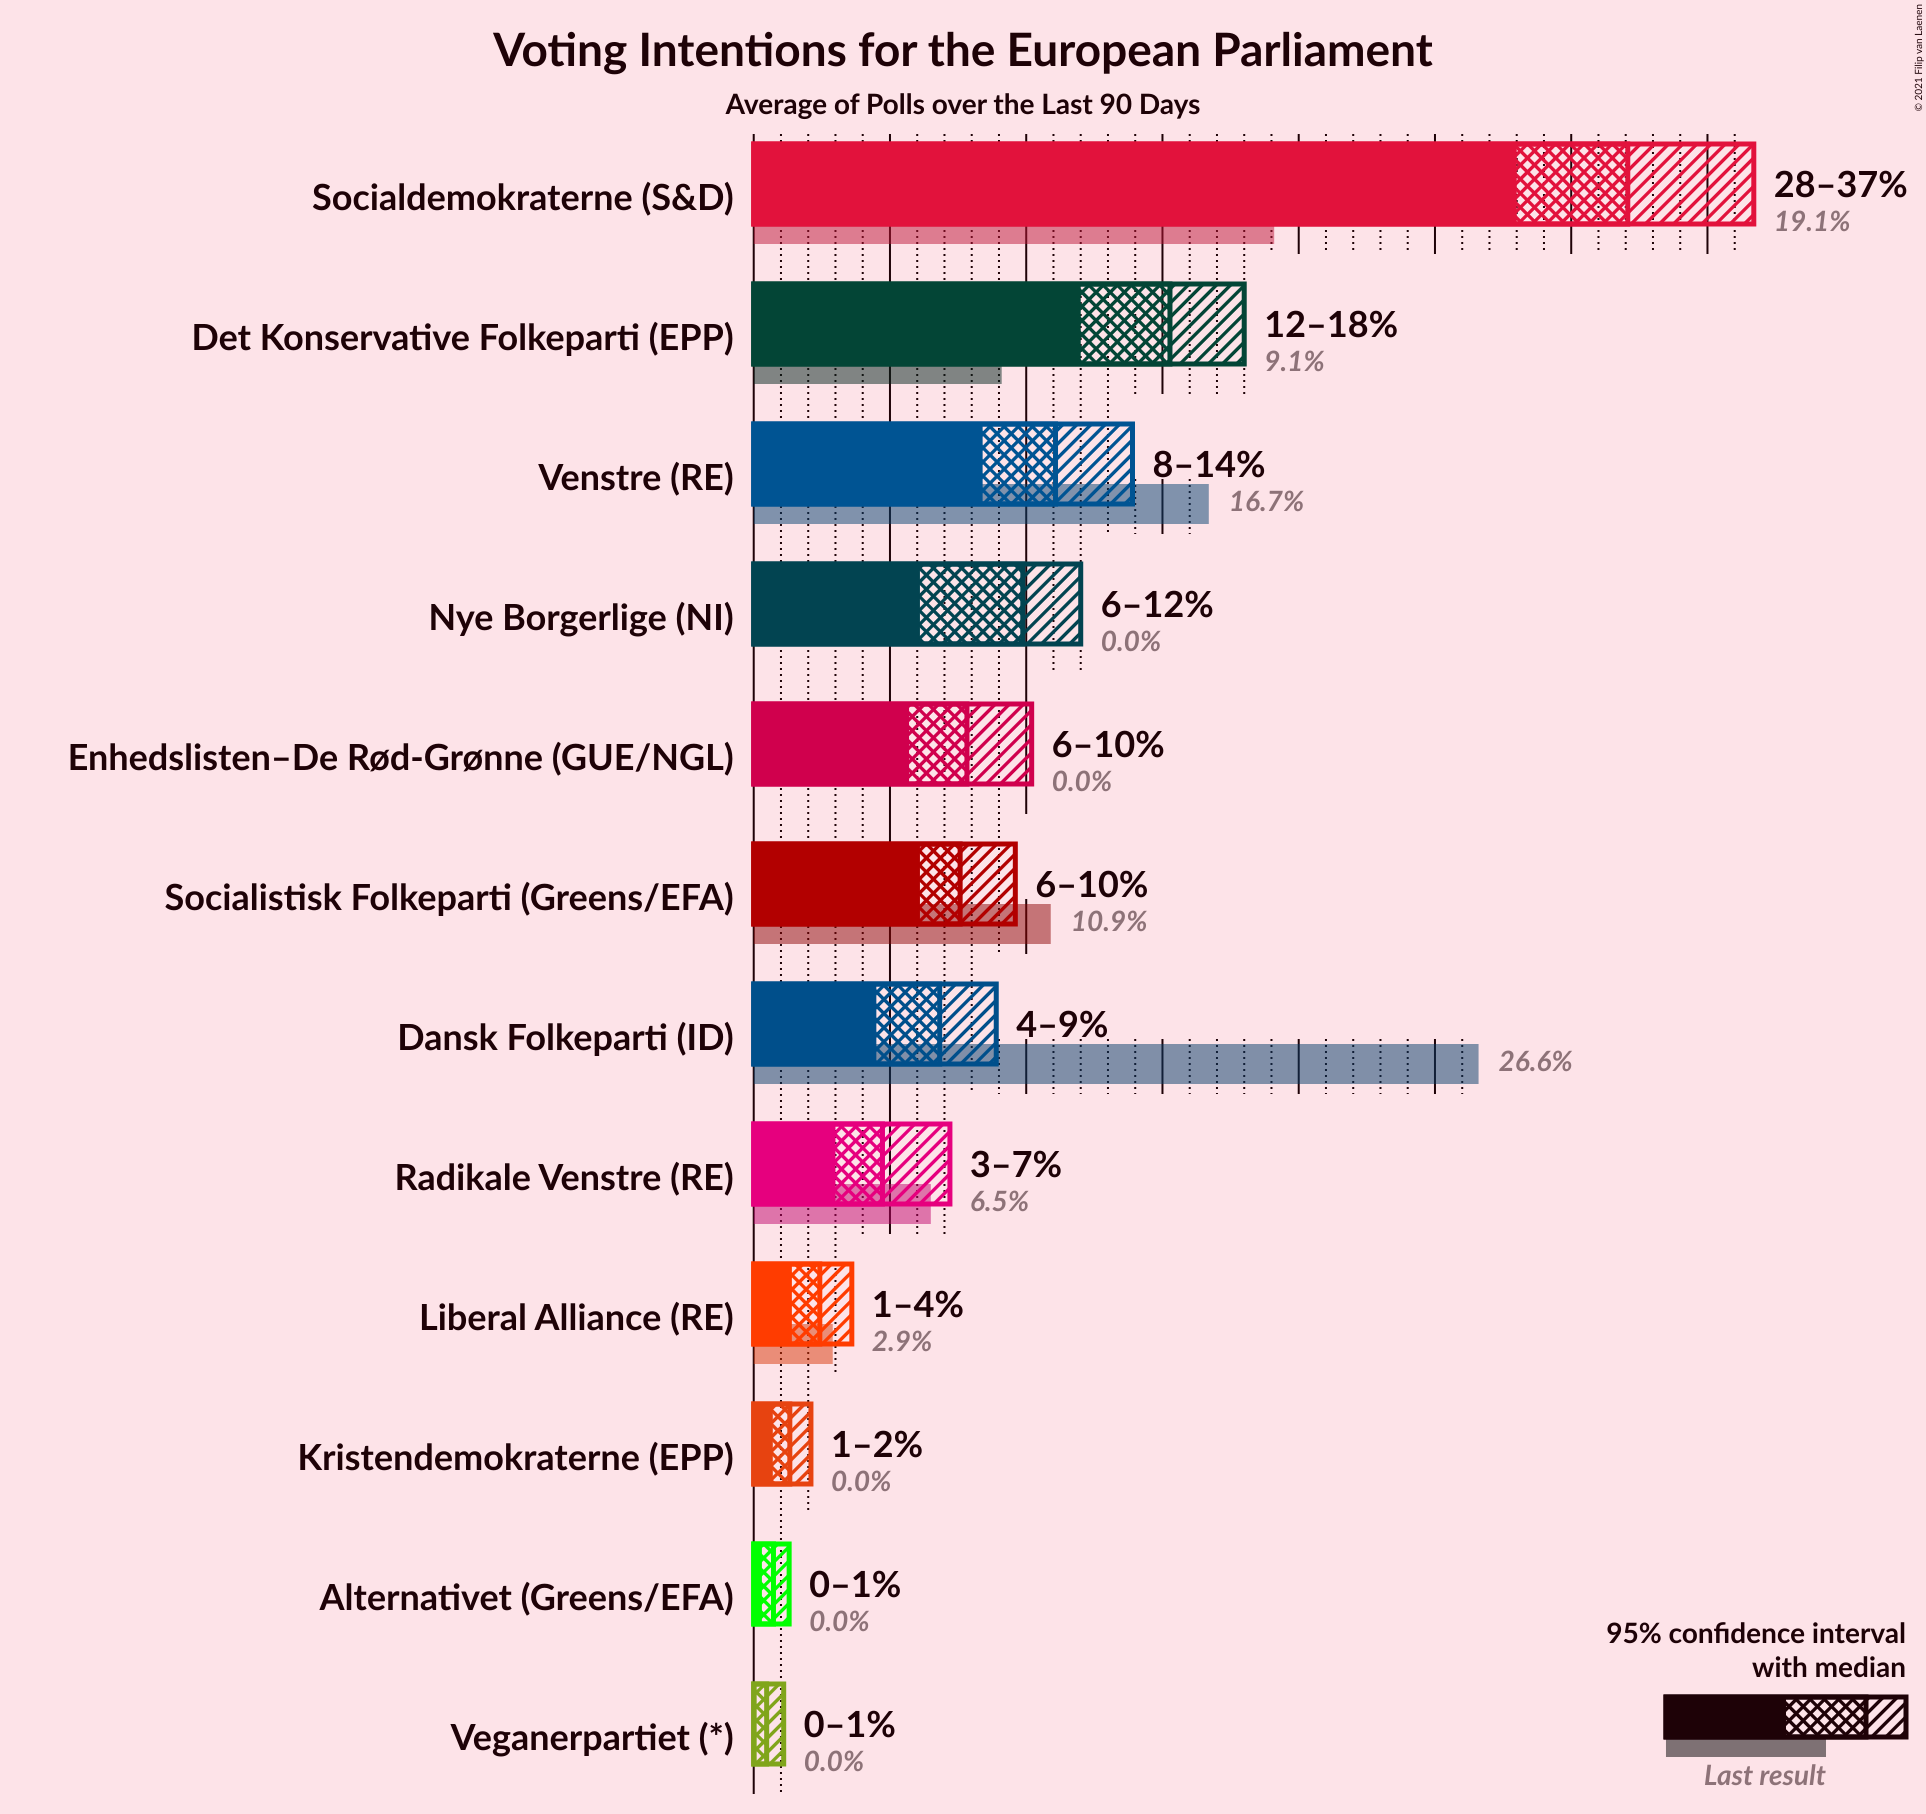 Voting Intentions for the European Parliament
Average of Polls over the Last 90 Days
© 2021 Filip van Laenen
Socialdemokraterne (S&D)
28–37%
19.1%
Det Konservative Folkeparti (EPP)
12–18%
9.1%
Venstre (RE)
8–14%
16.7%
Nye Borgerlige (NI)
6–12%
0.0%
Enhedslisten–De Rød-Grønne (GUE/NGL)
6–10%
0.0%
Socialistisk Folkeparti (Greens/EFA)
6–10%
10.9%
Dansk Folkeparti (ID)
4–9%
26.6%
Radikale Venstre (RE)
3–7%
6.5%
Liberal Alliance (RE)
1–4%
2.9%
Kristendemokraterne (EPP)
1–2%
0.0%
Alternativet (Greens/EFA)
0–1%
0.0%
Veganerpartiet (*)
0–1%
0.0%
95% confidence interval
with median
Last result